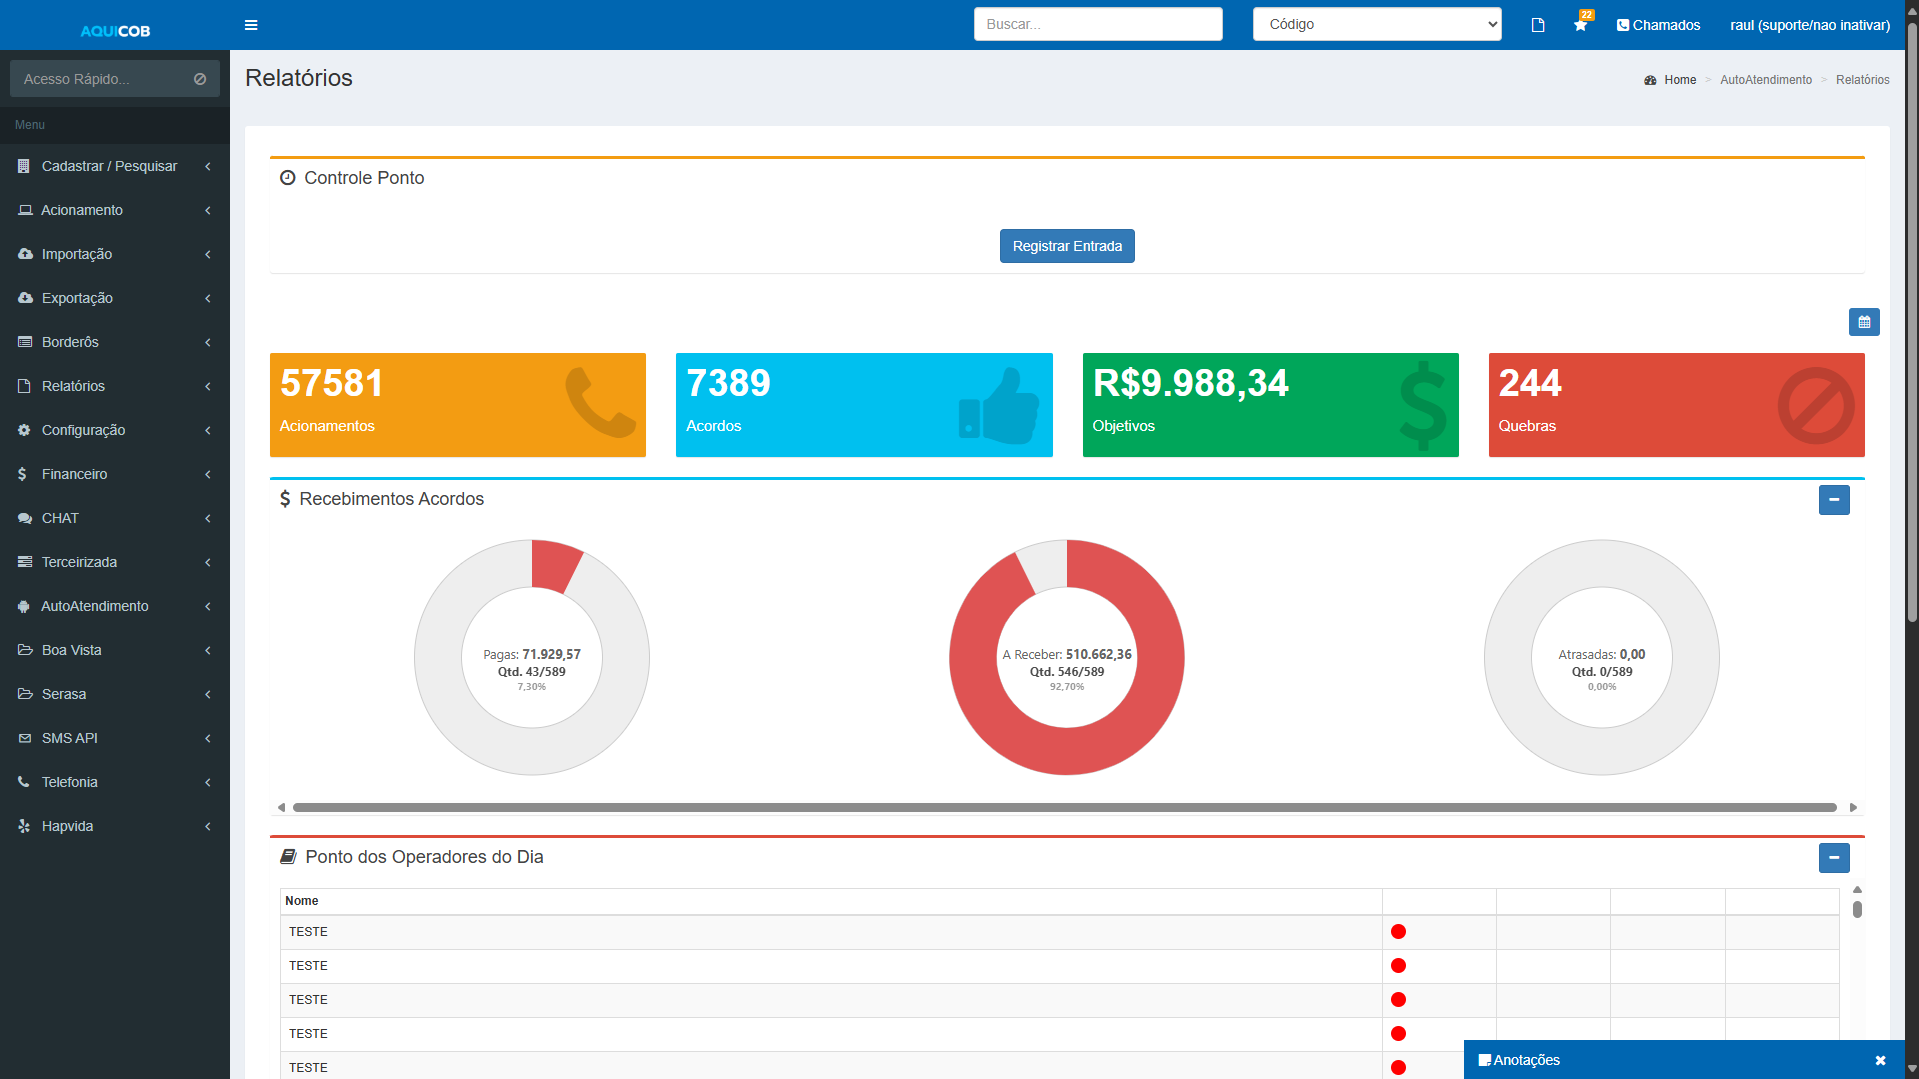 AQUICOB
Buscar...
Código
22
Chamados
raul (suporte/nao inativar)
Acesso Rápido...
Relatórios
Home > AutoAtendimento > Relatórios
Menu
Cadastrar / Pesquisar
Acionamento
Importação
Exportação
Borderôs
Relatórios
Configuração
Financeiro
CHAT
Terceirizada
AutoAtendimento
Boa Vista
Serasa
SMS API
Telefonia
Hapvida
Controle Ponto
Registrar Entrada
57581
Acionamentos
7389
Acordos
R$9.988,34
Objetivos
244
Quebras
Recebimentos Acordos
Pagas: 71.929,57
Qtd. 43/589
7,30%
A Receber: 510.662,36
Qtd. 546/589
92,70%
Atrasadas: 0,00
Qtd. 0/589
0,00%
Ponto dos Operadores do Dia
Nome
TESTE
TESTE
TESTE
TESTE
TESTE
Anotações